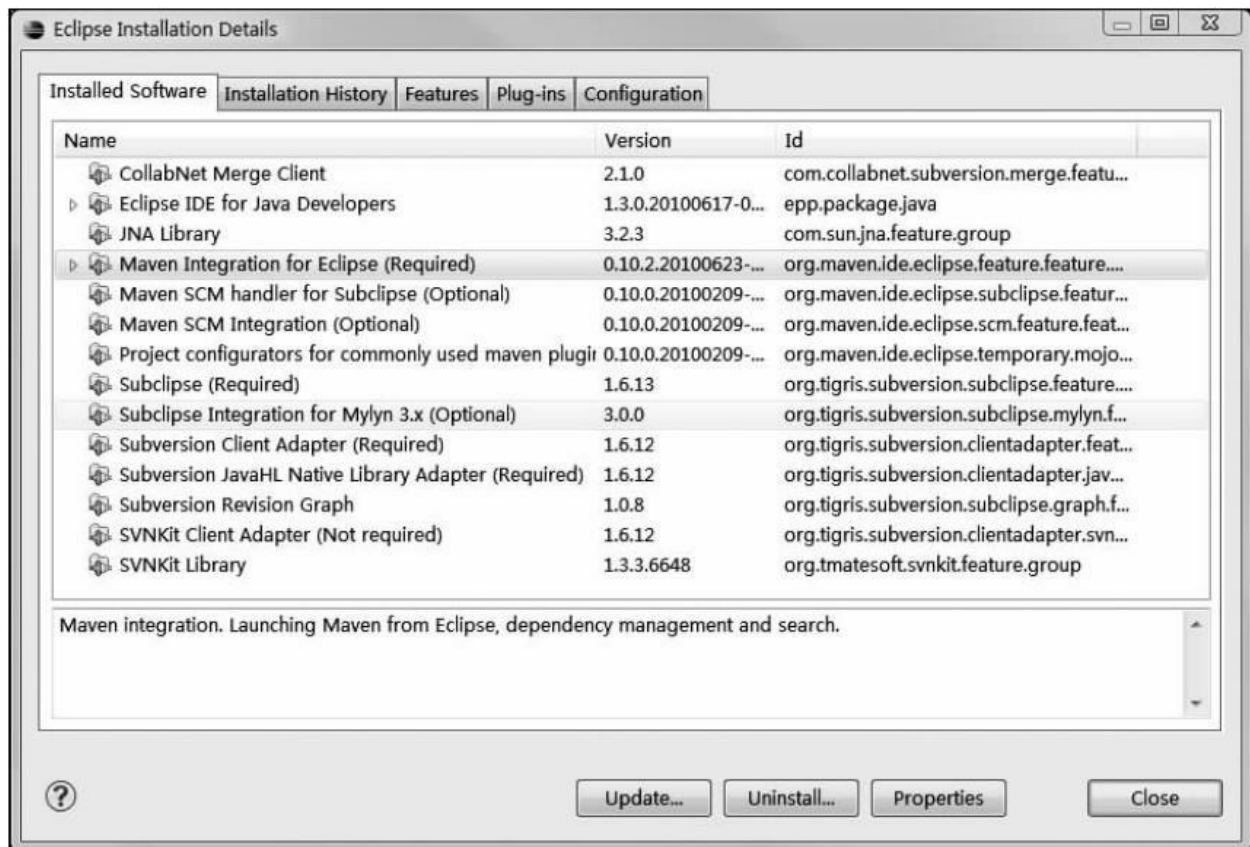 Eclipse Installation Details
Installed Software Installation History Features Plug-ins Configuration
Name Version Id
CollabNet Merge Client 2.1.0 com.collabnet.subversion.merge.featu...
Eclipse IDE for Java Developers 1.3.0.20100617-0... epp.package.java
JNA Library 3.2.3 com.sun.jna.feature.group
Maven Integration for Eclipse (Required) 0.10.2.20100623-... org.maven.ide.eclipse.feature.feature....
Maven SCM handler for Subclipse (Optional) 0.10.0.20100209-... org.maven.ide.eclipse.subclipse.featur...
Maven SCM Integration (Optional) 0.10.0.20100209-... org.maven.ide.eclipse.scm.feature.feat...
Project configurators for commonly used maven plugin 0.10.0.20100209-... org.maven.ide.eclipse.temporary.mojo...
Subclipse (Required) 1.6.13 org.tigris.subversion.subclipse.feature....
Subclipse Integration for Mylyn 3.x (Optional) 3.0.0 org.tigris.subversion.subclipse.mylyn.f...
Subversion Client Adapter (Required) 1.6.12 org.tigris.subversion.clientadapter.feat...
Subversion JavaHL Native Library Adapter (Required) 1.6.12 org.tigris.subversion.clientadapter.jav...
Subversion Revision Graph 1.0.8 org.tigris.subversion.subclipse.graph.f...
SVNKit Client Adapter (Not required) 1.6.12 org.tigris.subversion.clientadapter.svn...
SVNKit Library 1.3.3.6648 org.tmatesoft.svnkit.feature.group
Maven integration. Launching Maven from Eclipse, dependency management and search.
? Update... Uninstall... Properties Close